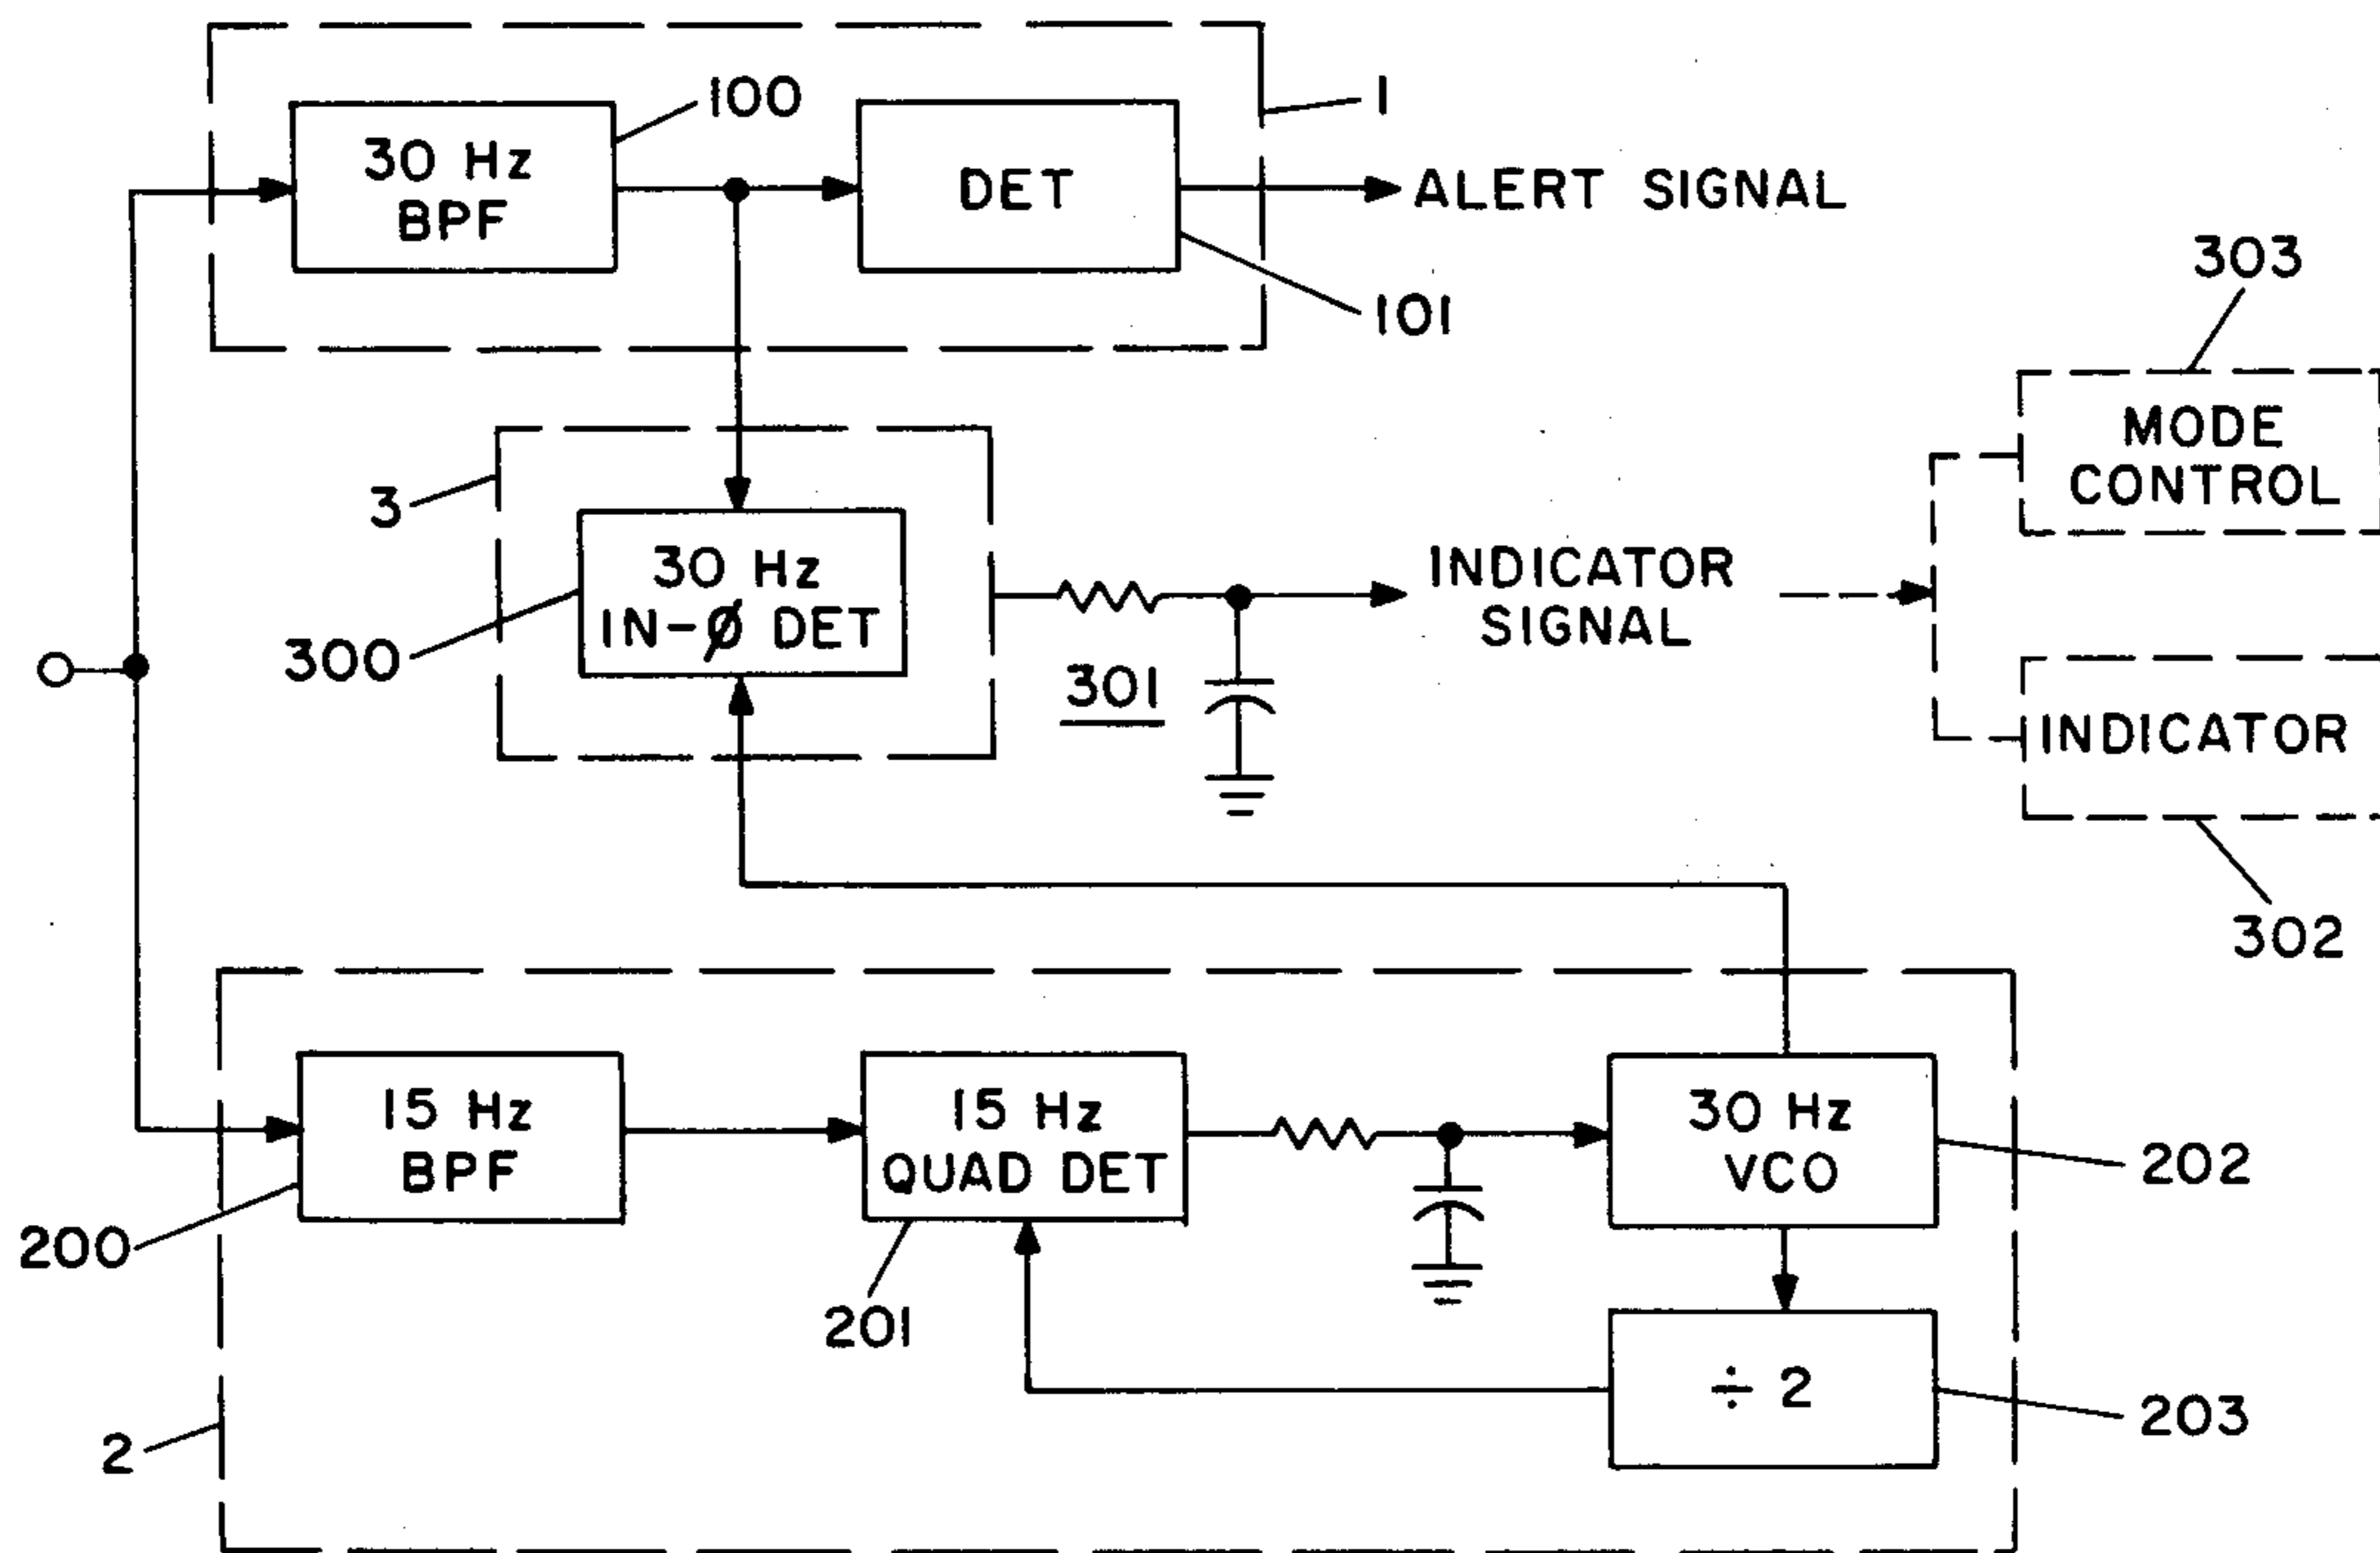 100
1
30 Hz
BPF
DET
ALERT SIGNAL
101
303
MODE
CONTROL
3
30 Hz
IN-ø DET
300
INDICATOR
SIGNAL
301
INDICATOR
302
15 Hz
BPF
15 Hz
QUAD DET
30 Hz
VCO
202
200
201
÷ 2
203
2